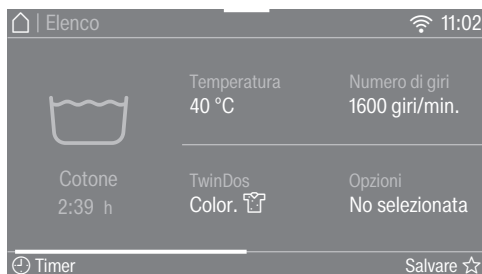 | Elenco 11:02
Temperatura Numero di giri
40 °C 1600 giri/min.
Cotone TwinDos Opzioni
2:39 h Color. No selezionata
Timer Salvare